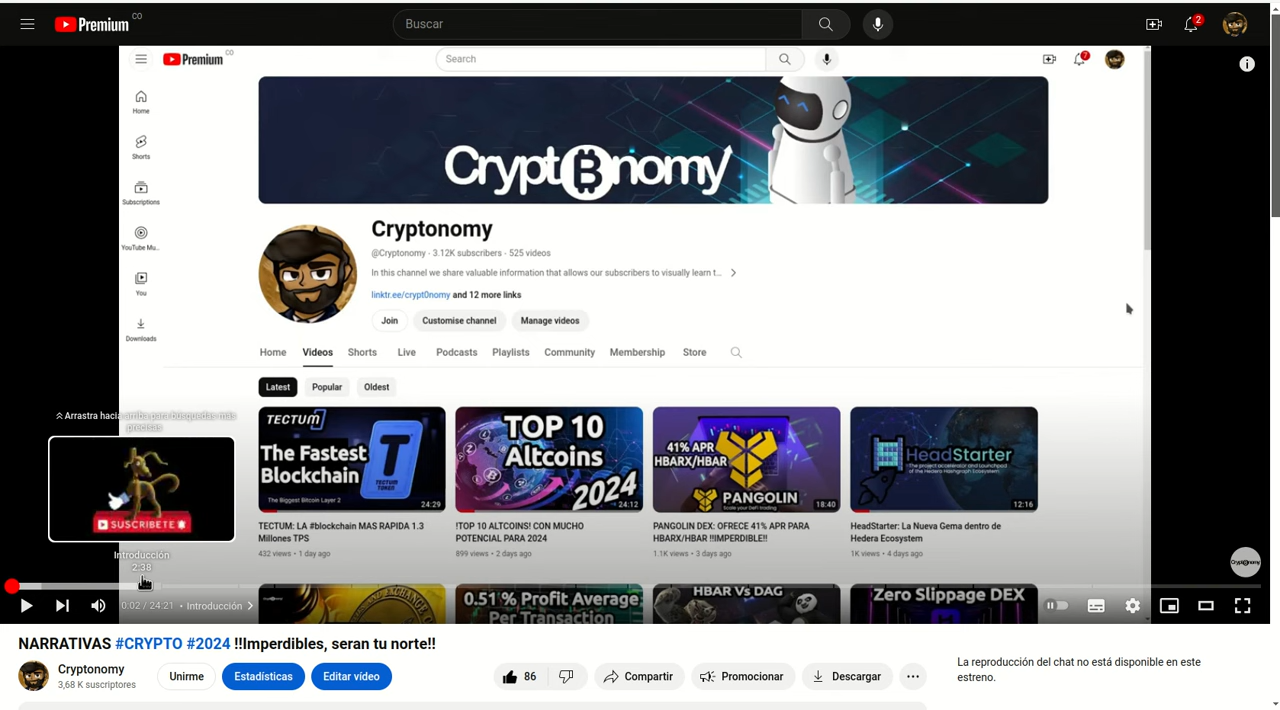 Premium CO
Buscar
2
Premium CO
Search
7
Home
Shorts
Subscriptions
YouTube Mu...
You
Downloads
Crypt₿nomy
Cryptonomy
@Cryptonomy · 3.12K subscribers · 525 videos
In this channel we share valuable information that allows our subscribers to visually learn t...
linktr.ee/crypt0nomy and 12 more links
Join
Customise channel
Manage videos
Home Videos Shorts Live Podcasts Playlists Community Membership Store
Latest Popular Oldest
TECTUM
The Fastest
Blockchain
T
TECTUM
TOKEN
The Biggest Bitcoin Layer 2
24:29
TECTUM: LA #blockchain MAS RAPIDA 1.3
Millones TPS
432 views • 1 day ago
TOP 10
Altcoins
2024
24:12
!TOP 10 ALTCOINS! CON MUCHO
POTENCIAL PARA 2024
899 views • 2 days ago
41% APR
HBARX/HBAR
PANGOLIN
18:40
PANGOLIN DEX: OFRECE 41% APR PARA
HBARX/HBAR !!IMPERDIBLE!!
1.1K views • 3 days ago
HeadStarter
The project accelerator and Launchpad
of the Hedera Hashgraph Ecosystem
12:16
HeadStarter: La Nueva Gema dentro de
Hedera Ecosystem
1K views • 4 days ago
0.51 % Profit Average
Per Transaction
HBAR Vs DAG
Zero Slippage DEX
Arrastra hacia arriba para búsquedas más
precisas
SUSCRIBETE
Introducción
2:38
0:02 / 24:21 • Introducción
Cryptonomy
NARRATIVAS #CRYPTO #2024 !!Imperdibles, seran tu norte!!
Cryptonomy
3,68 K suscriptores
Unirme
Estadísticas
Editar vídeo
86
Compartir
Promocionar
Descargar
La reproducción del chat no está disponible en este
estreno.